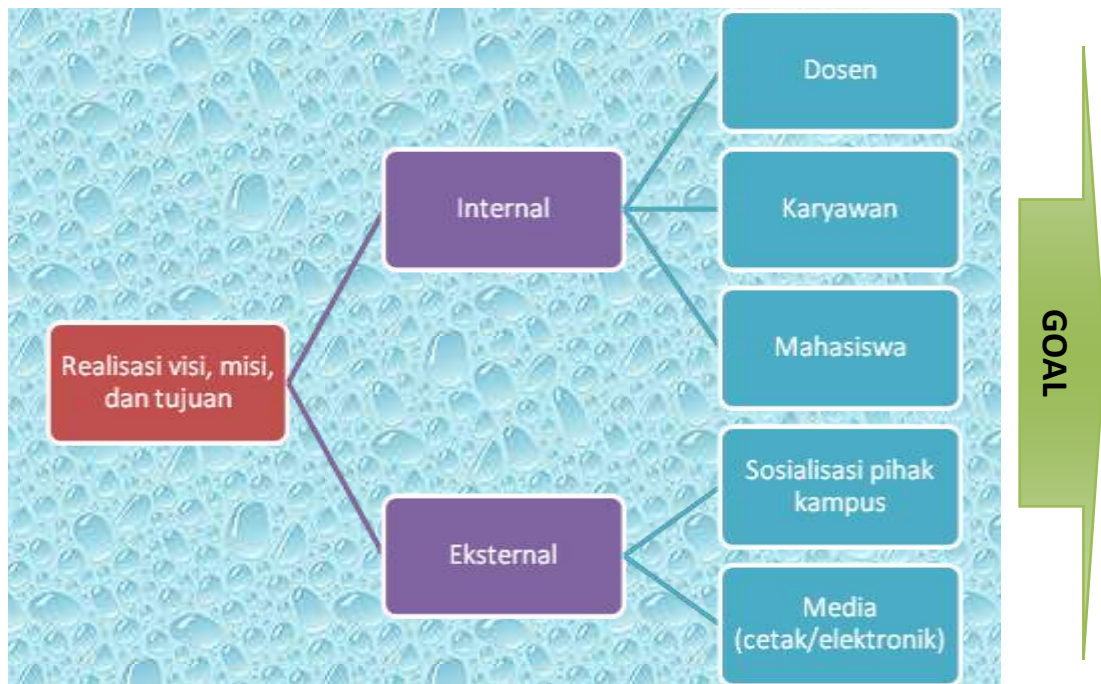 Realisasi visi, misi,
dan tujuan
Internal
Dosen
Karyawan
Mahasiswa
Eksternal
Sosialisasi pihak
kampus
Media
(cetak/elektronik)
GOAL